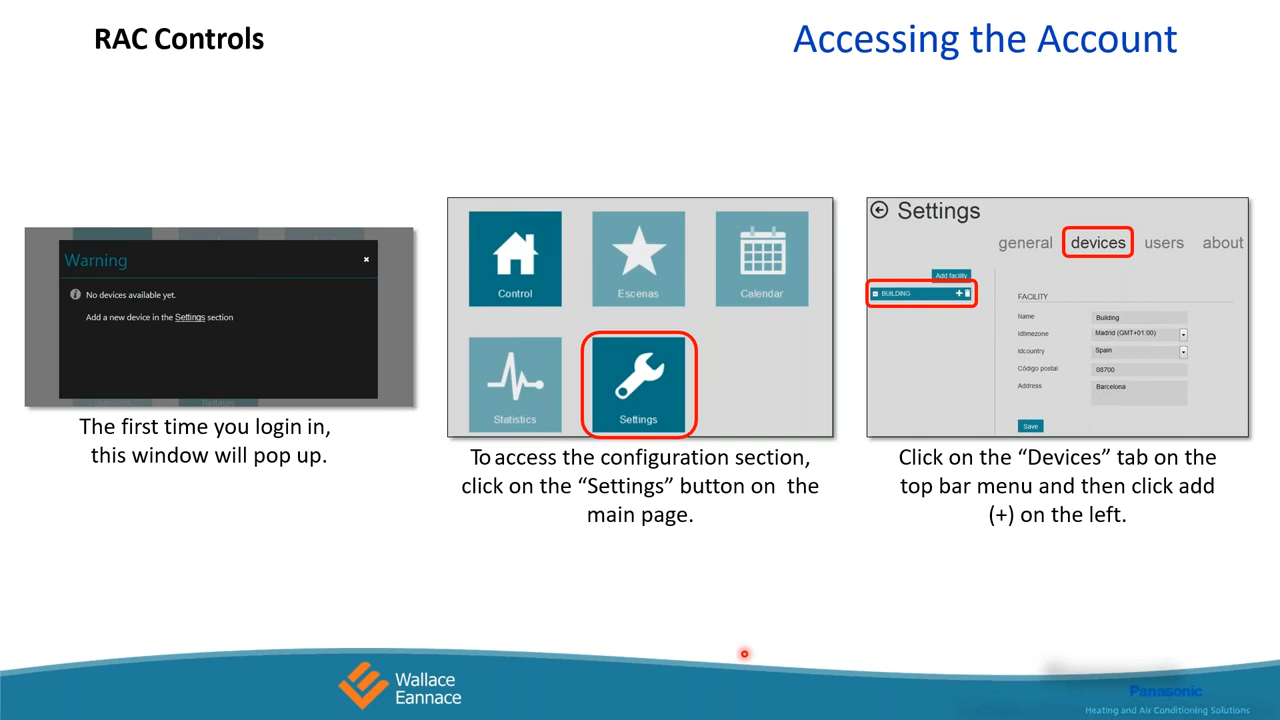 RAC Controls
Accessing the Account
Warning
No devices available yet.
Add a new device in the Settings section
Statistics
Settings
The first time you login in,
this window will pop up.
Control
Escenas
Calendar
Statistics
Settings
To access the configuration section,
click on the “Settings” button on the
main page.
Settings
general
devices
users
about
Add facility
BUILDING
FACILITY
Name
Building
Idtimezone
Madrid (GMT+01:00)
Idcountry
Spain
Código postal
08700
Address
Barcelona
Save
Click on the “Devices” tab on the
top bar menu and then click add
(+) on the left.
Wallace
Eannace
Panasonic
Heating and Air Conditioning Solutions